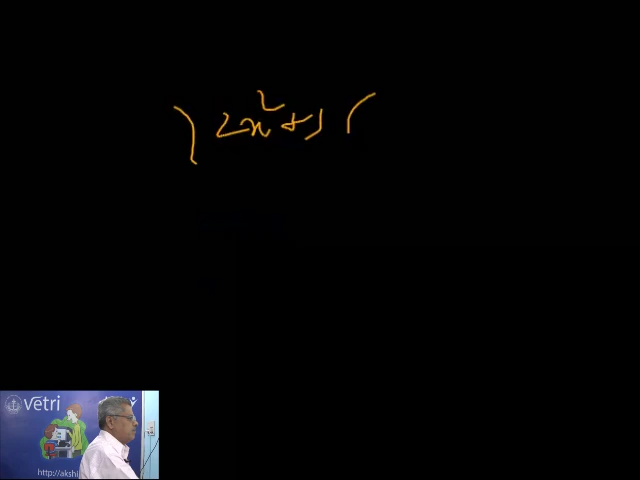 ) 2x² + 1 (
vetri
http://akshi